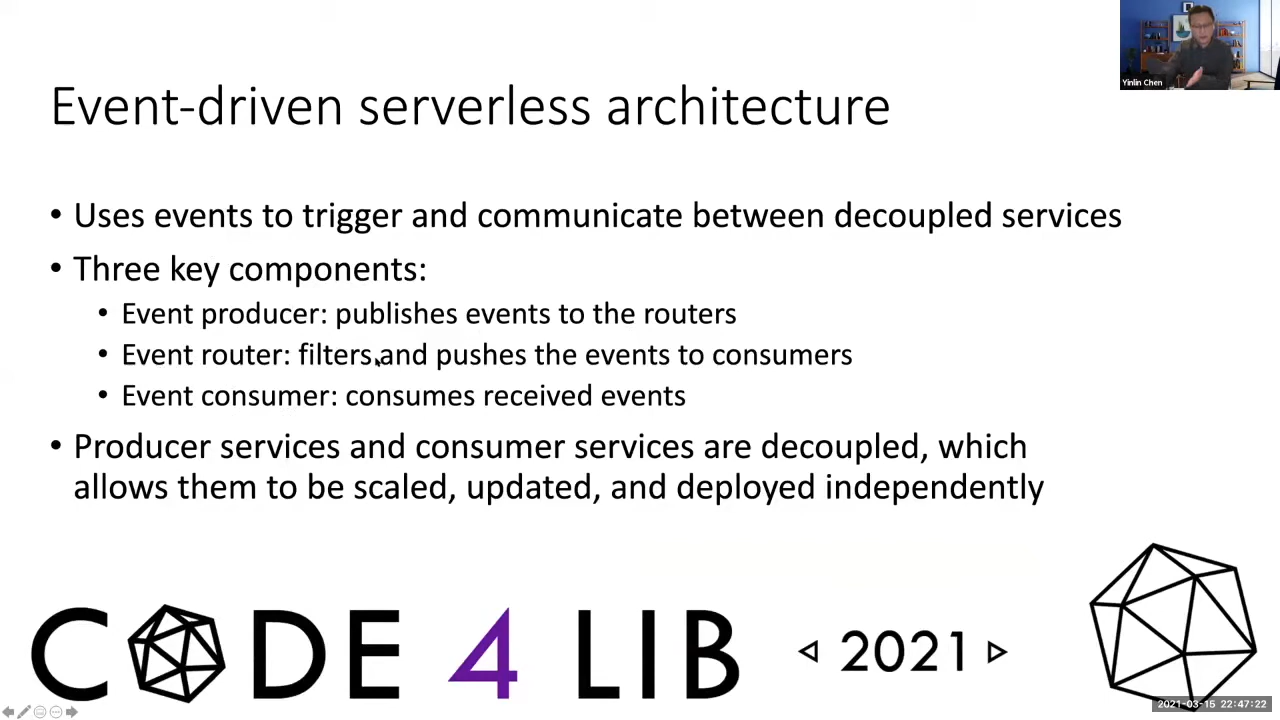 Yinlin Chen
Event-driven serverless architecture
• Uses events to trigger and communicate between decoupled services
• Three key components:
• Event producer: publishes events to the routers
• Event router: filters and pushes the events to consumers
• Event consumer: consumes received events
• Producer services and consumer services are decoupled, which
allows them to be scaled, updated, and deployed independently
CODE 4 LIB
2021
2021-03-15 22:47:22